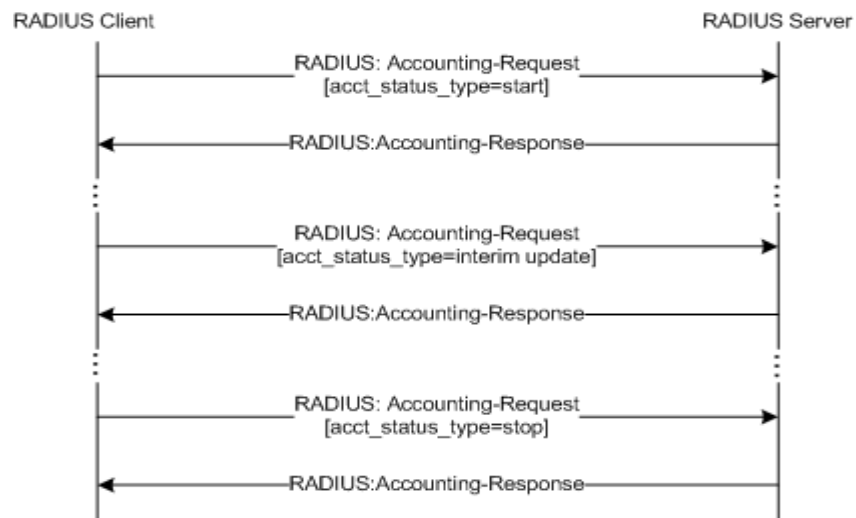 RADIUS Client
RADIUS Server
RADIUS: Accounting-Request
[acct_status_type=start]
RADIUS:Accounting-Response
RADIUS: Accounting-Request
[acct_status_type=interim update]
RADIUS:Accounting-Response
RADIUS: Accounting-Request
[acct_status_type=stop]
RADIUS:Accounting-Response